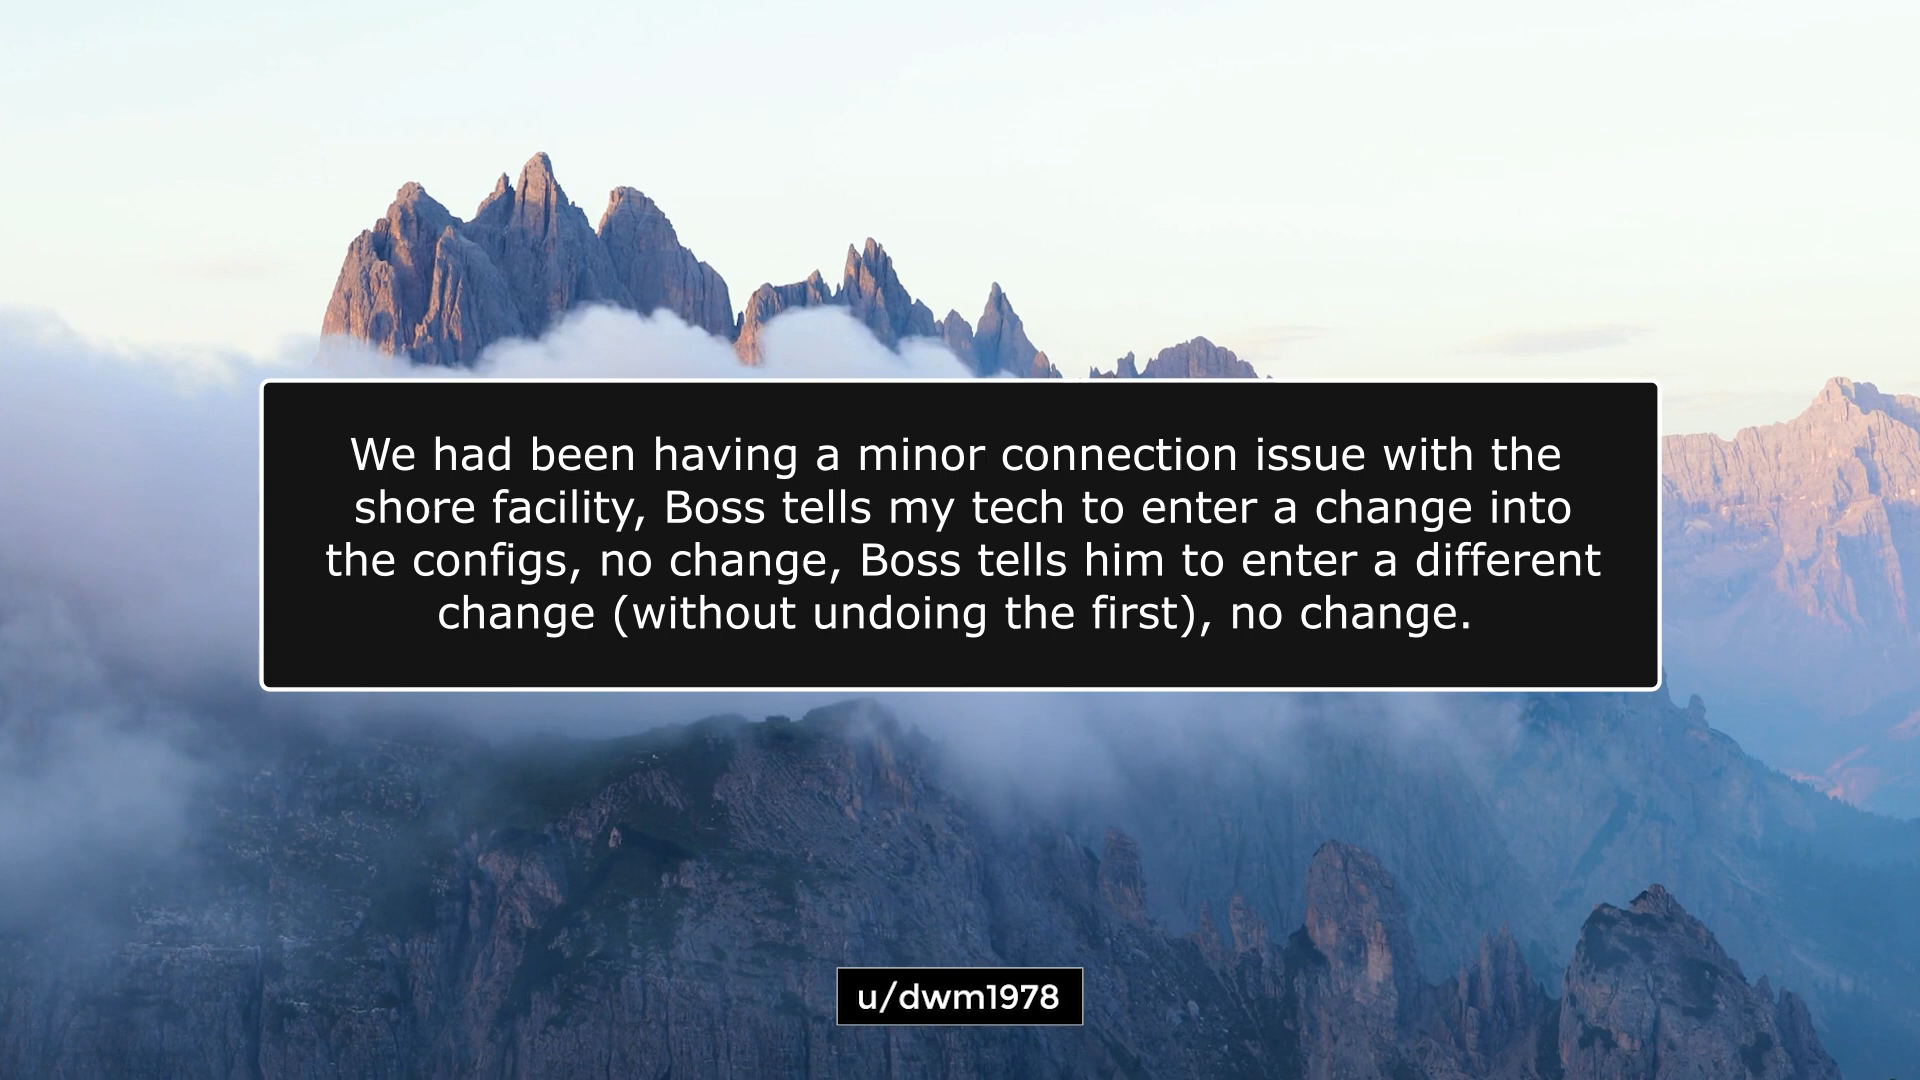 We had been having a minor connection issue with the
shore facility, Boss tells my tech to enter a change into
the configs, no change, Boss tells him to enter a different
change (without undoing the first), no change.
u/dwm1978